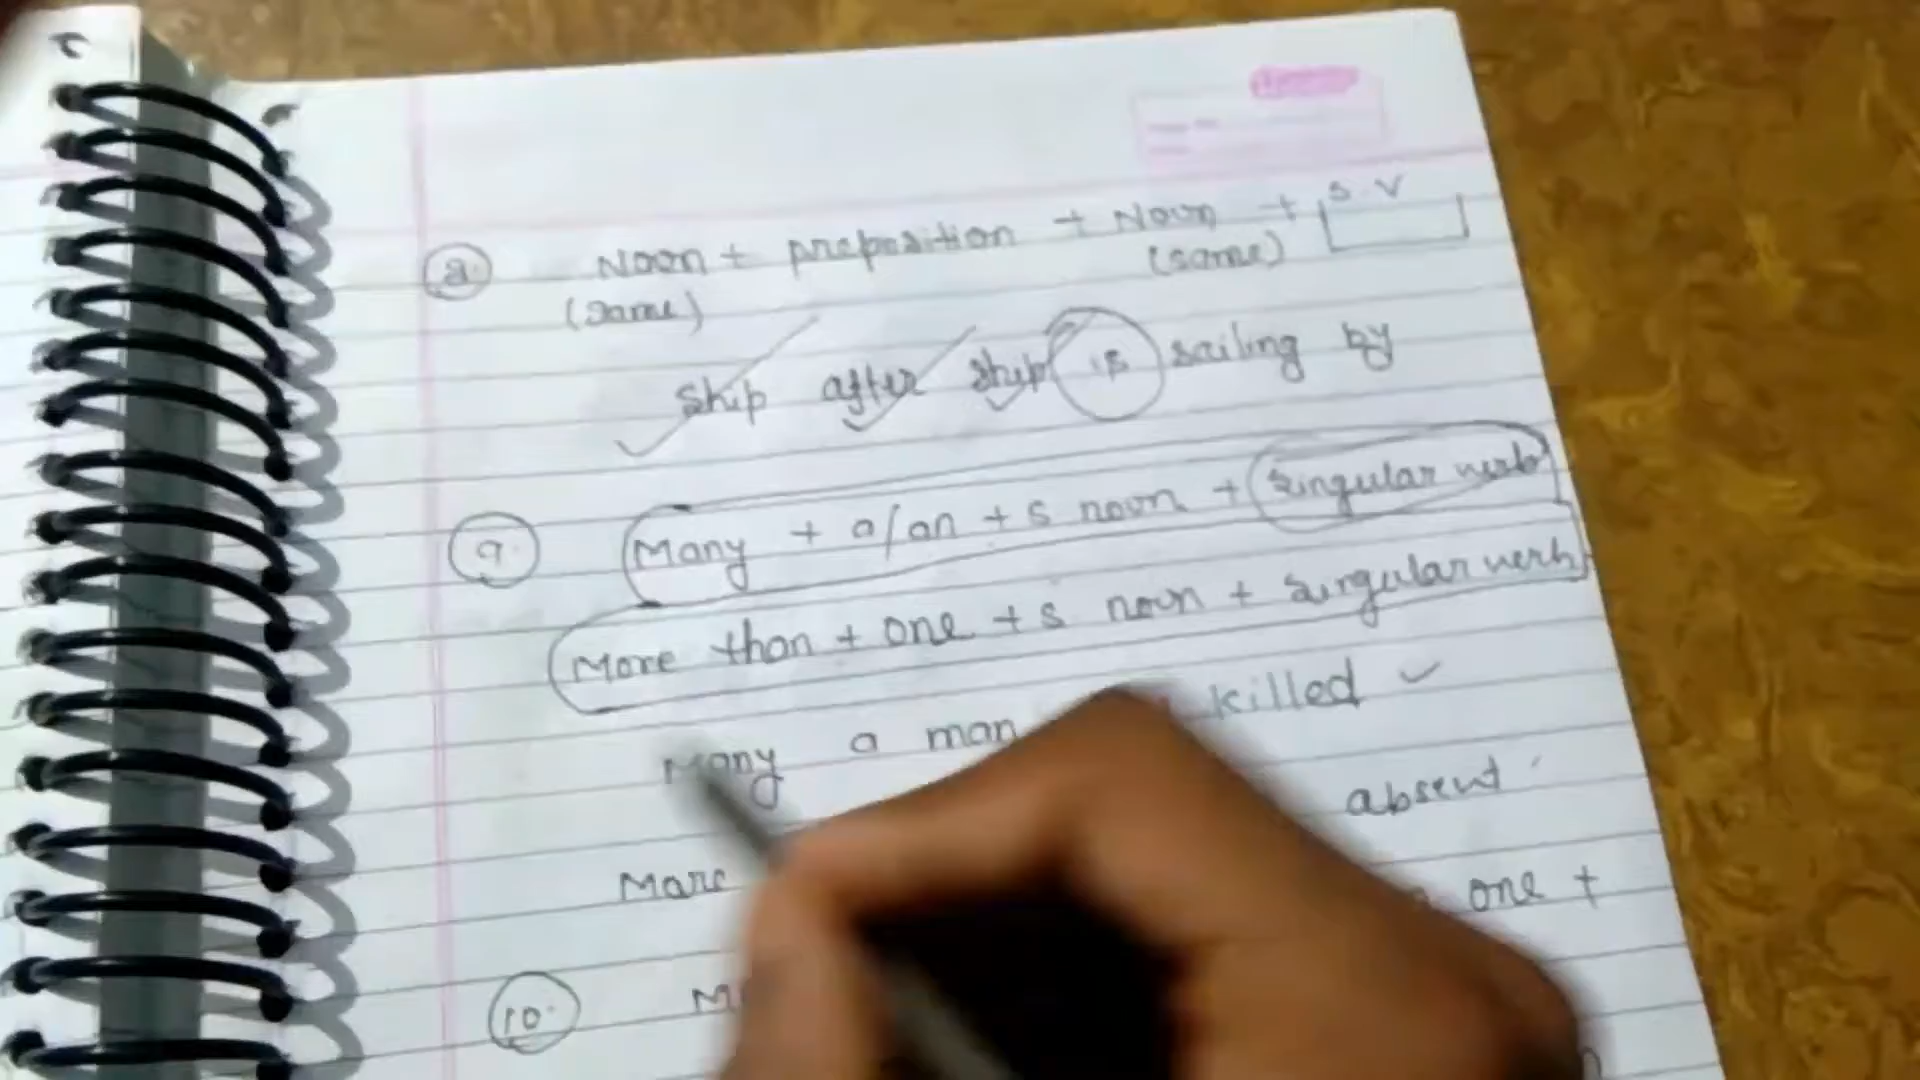 8. Noun + preposition + Noun + S.V
(same) (same)
Ship after ship is sailing by
9. Many + a/an + s noun + singular verb
More than + one + s noun + singular verb
Many a man killed
absent
More one +
10.